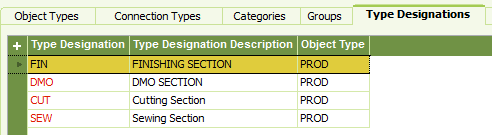 Object Types Connection Types Categories Groups Type Designations
+ Type Designation Type Designation Description Object Type
FIN FINISHING SECTION PROD
DMO DMO SECTION PROD
CUT Cutting Section PROD
SEW Sewing Section PROD